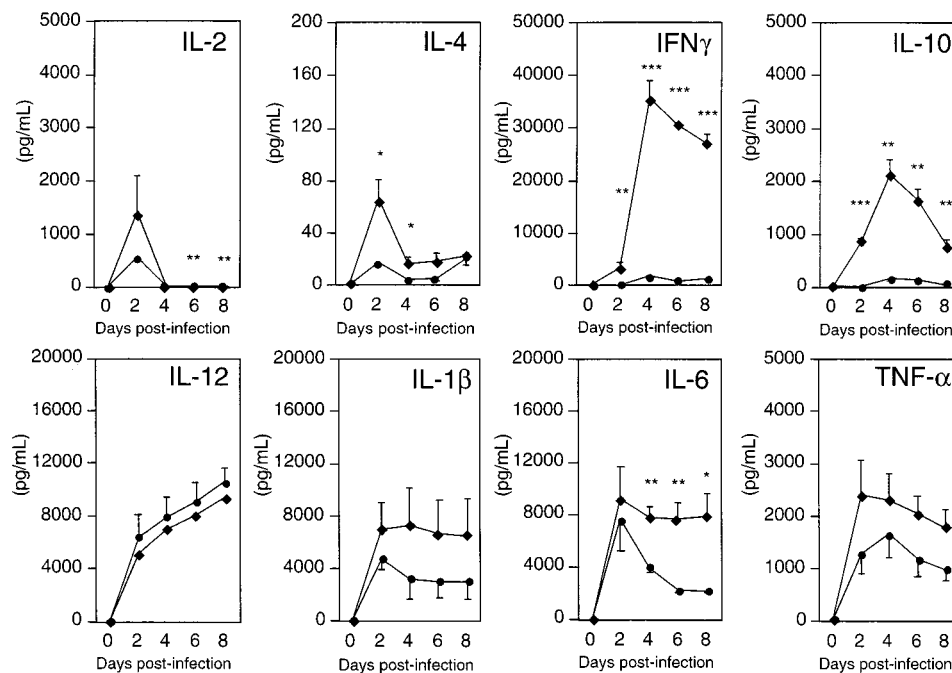 IL-2
5000
4000
3000
2000
1000
0
(pg/mL)
** **
0 2 4 6 8
Days post-infection
IL-4
200
160
120
80
40
0
(pg/mL)
*
*
0 2 4 6 8
Days post-infection
IFNγ
50000
40000
30000
20000
10000
0
(pg/mL)
***
***
***
**
0 2 4 6 8
Days post-infection
IL-10
5000
4000
3000
2000
1000
0
(pg/mL)
**
**
***
**
0 2 4 6 8
Days post-infection
IL-12
20000
16000
12000
8000
4000
0
(pg/mL)
0 2 4 6 8
Days post-infection
IL-1β
20000
16000
12000
8000
4000
0
(pg/mL)
0 2 4 6 8
Days post-infection
IL-6
20000
16000
12000
8000
4000
0
(pg/mL)
** ** *
0 2 4 6 8
Days post-infection
TNF-α
5000
4000
3000
2000
1000
0
(pg/mL)
0 2 4 6 8
Days post-infection